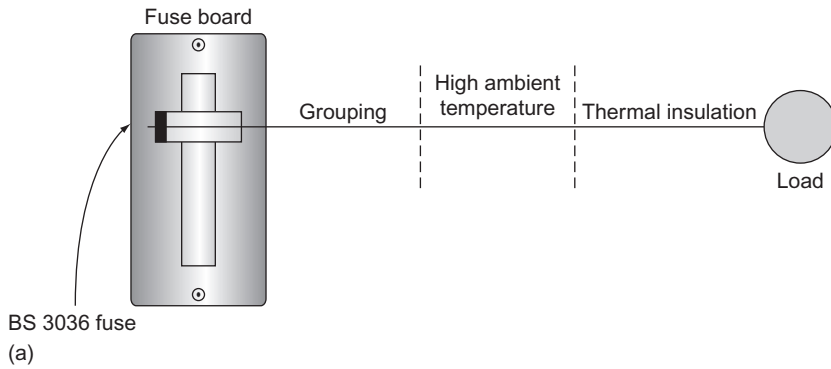 Fuse board
Grouping
High ambient
temperature
Thermal insulation
Load
BS 3036 fuse
(a)